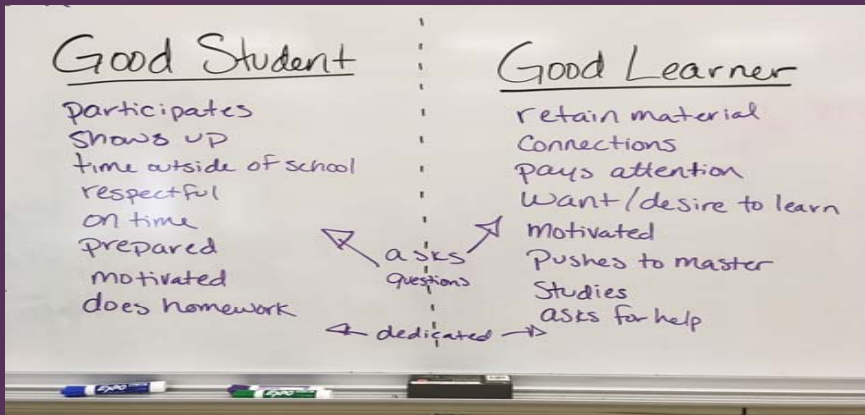 Good Student
participates
shows up
time outside of school
respectful
on time
prepared
motivated
does homework
asks
questions
dedicated
Good Learner
retain material
Connections
pays attention
want/desire to learn
motivated
Pushes to master
Studies
asks for help
EXPO
EXPO